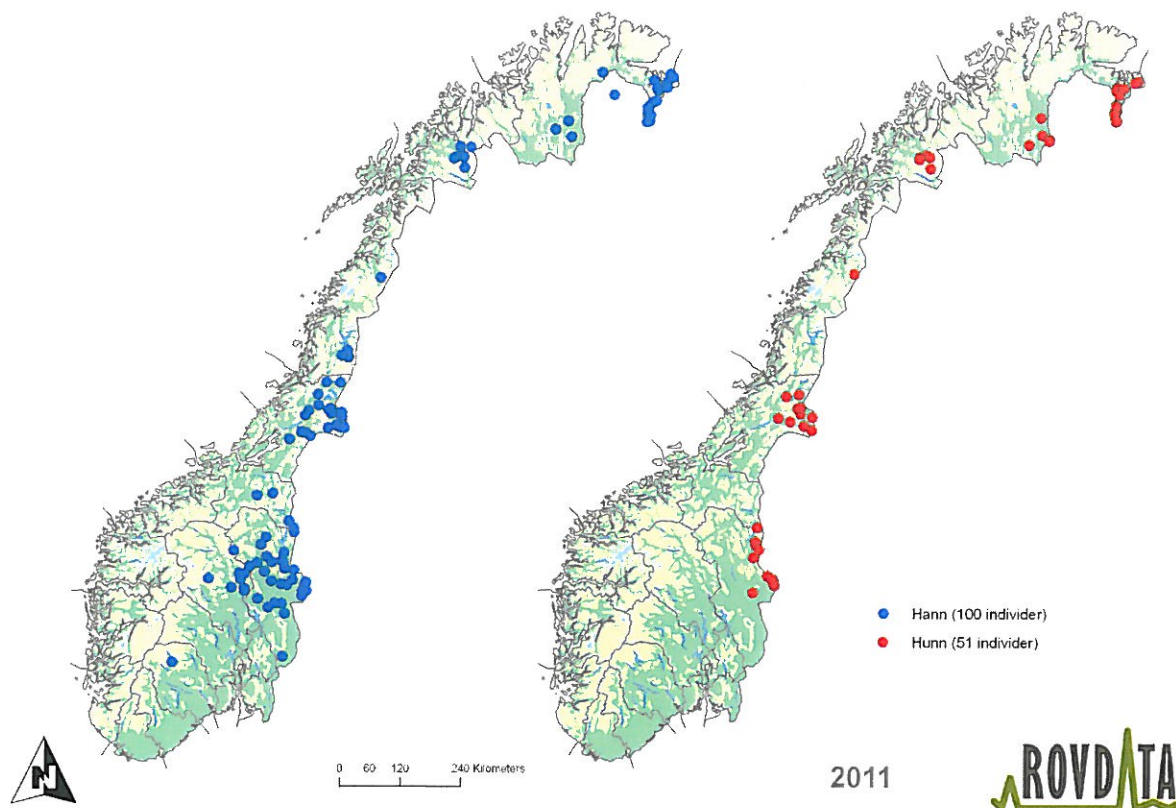 Hann (100 individer)
Hunn (51 individer)
N
0 60 120 240 Kilometers
2011
ROVDATA